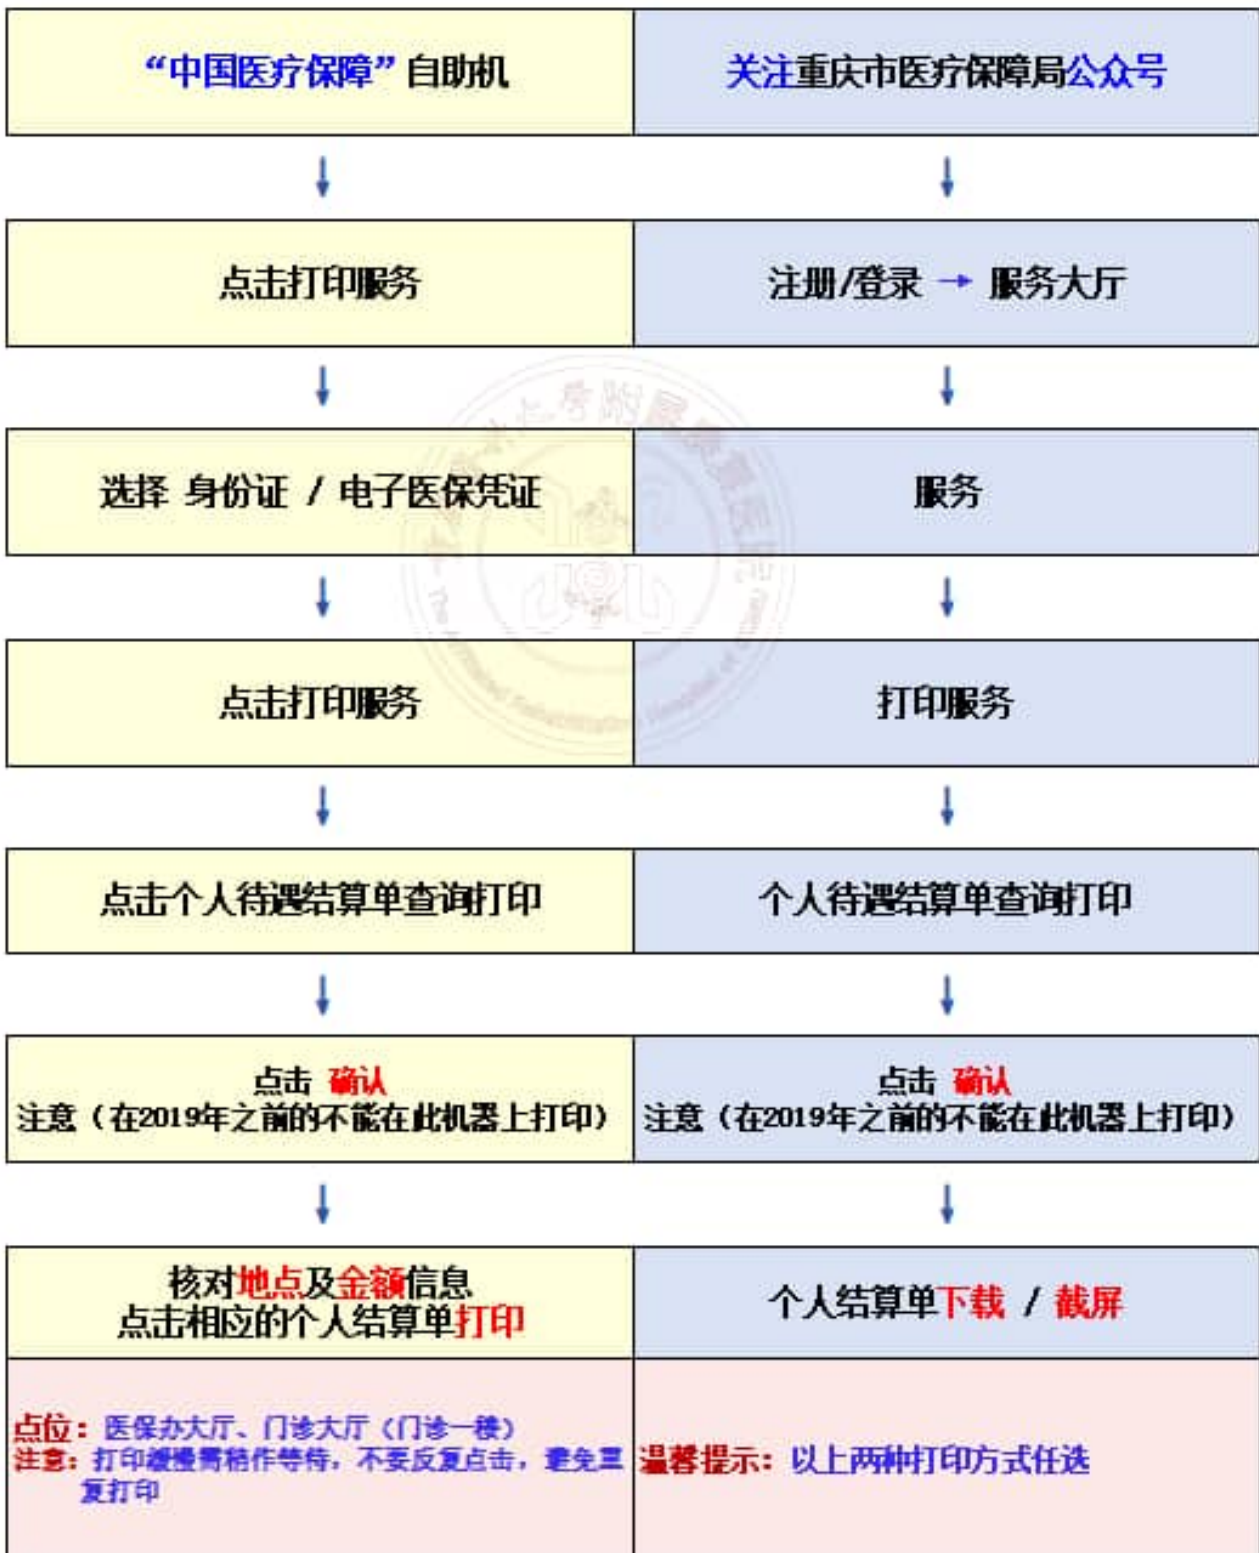 “中国医疗保障”自助机
关注重庆市医疗保障局公众号
点击打印服务
注册/登录 → 服务大厅
选择 身份证 / 电子医保凭证
服务
点击打印服务
打印服务
点击个人待遇结算单查询打印
个人待遇结算单查询打印
点击 确认
注意（在2019年之前的不能在此机器上打印）
点击 确认
注意（在2019年之前的不能在此机器上打印）
核对地点及金额信息
点击相应的个人结算单打印
个人结算单下载 / 截屏
点位：医保办大厅、门诊大厅（门诊一楼）
注意：打印缓慢需稍作等待，不要反复点击，避免重
复打印
温馨提示：以上两种打印方式任选